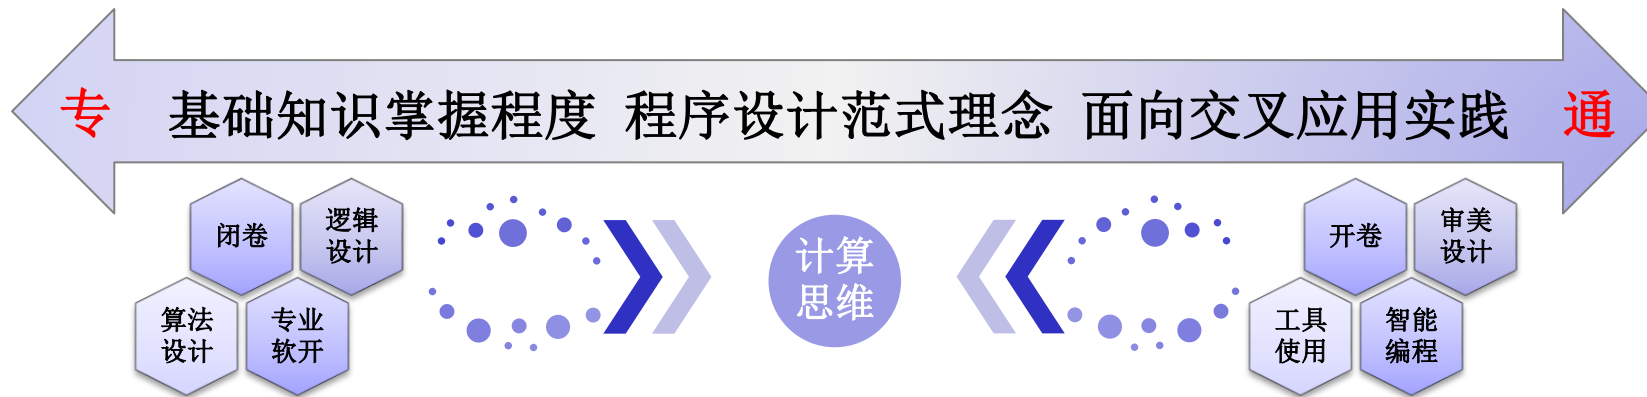 专 基础知识掌握程度 程序设计范式理念 面向交叉应用实践 通
闭卷
逻辑
设计
算法
设计
专业
软开
计算
思维
开卷
审美
设计
工具
使用
智能
编程